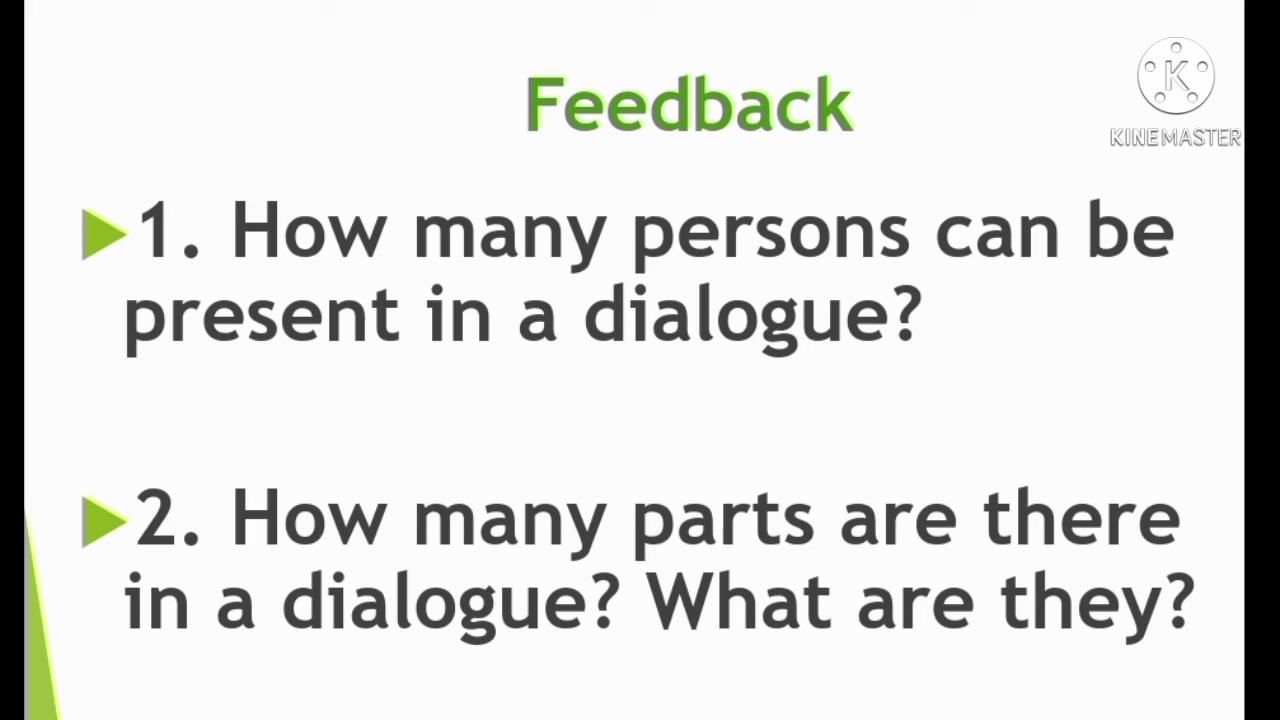 Feedback
K
KINEMASTER
1. How many persons can be
present in a dialogue?
2. How many parts are there
in a dialogue? What are they?